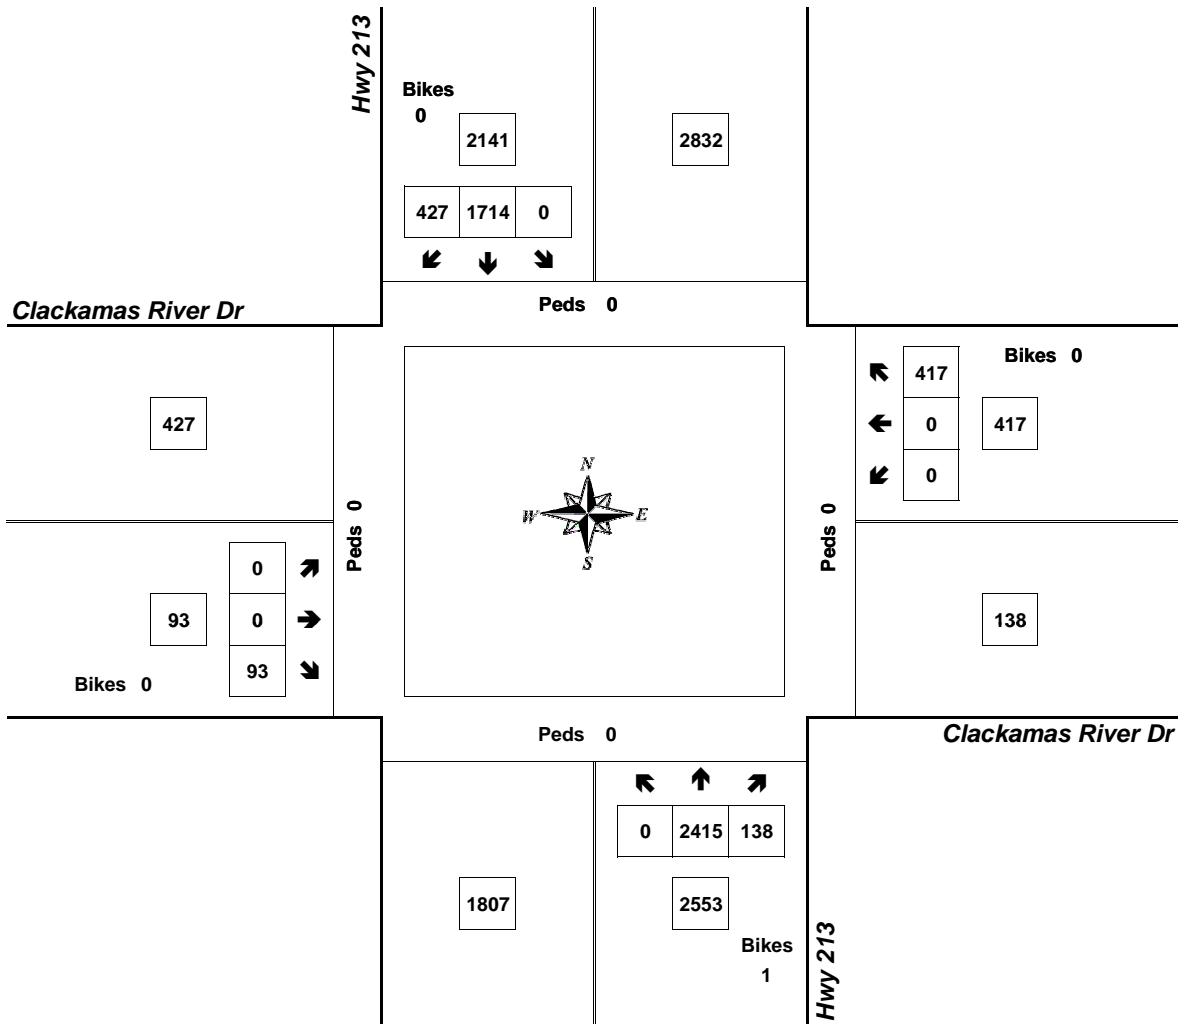 Hwy 213
Bikes
0
2141
2832
427 1714 0
Clackamas River Dr
Peds 0
Bikes 0
417
427
0
417
0
N
W E
S
Peds 0
Peds 0
0
93
0
138
93
Bikes 0
Peds 0
Clackamas River Dr
0 2415 138
1807
2553
Bikes
1
Hwy 213